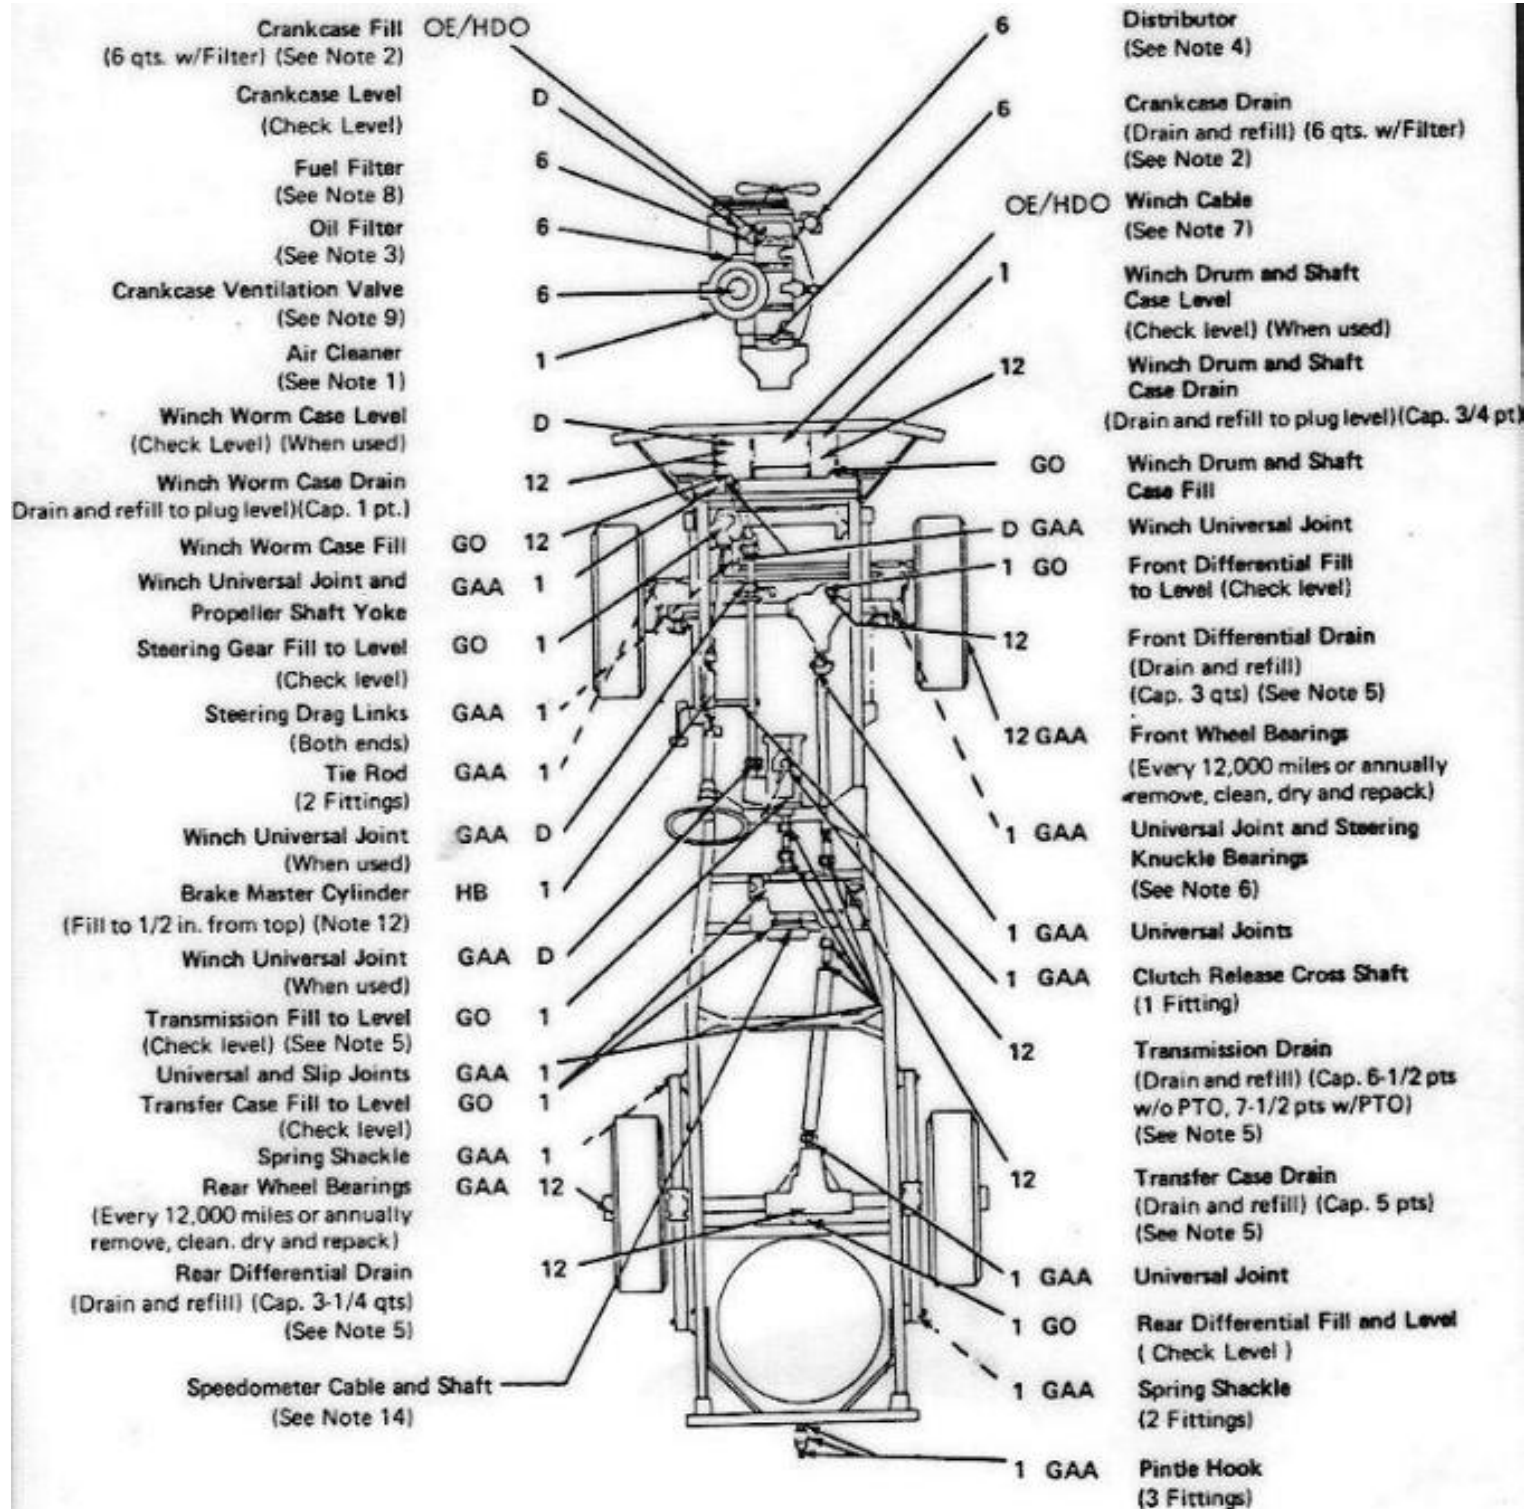 Crankcase Fill OE/HDO
(6 qts. w/Filter) (See Note 2)
Crankcase Level D
(Check Level)
Fuel Filter 6
(See Note 8)
Oil Filter 6
(See Note 3)
Crankcase Ventilation Valve 6
(See Note 9)
Air Cleaner 1
(See Note 1)
Winch Worm Case Level D
(Check Level) (When used)
Winch Worm Case Drain 12
Drain and refill to plug level)(Cap. 1 pt.)
Winch Worm Case Fill GO 12
Winch Universal Joint and GAA 1
Propeller Shaft Yoke
Steering Gear Fill to Level GO 1
(Check level)
Steering Drag Links GAA 1
(Both ends)
Tie Rod GAA 1
(2 Fittings)
Winch Universal Joint GAA D
(When used)
Brake Master Cylinder HB 1
(Fill to 1/2 in. from top) (Note 12)
Winch Universal Joint GAA D
(When used)
Transmission Fill to Level GO 1
(Check level) (See Note 5)
Universal and Slip Joints GAA 1
Transfer Case Fill to Level GO 1
(Check level)
Spring Shackle GAA 1
Rear Wheel Bearings GAA 12
(Every 12,000 miles or annually
remove, clean. dry and repack)
Rear Differential Drain 12
(Drain and refill) (Cap. 3-1/4 qts)
(See Note 5)
Speedometer Cable and Shaft
(See Note 14)
6 Distributor
(See Note 4)
6 Crankcase Drain
(Drain and refill) (6 qts. w/Filter)
(See Note 2)
OE/HDO Winch Cable
(See Note 7)
1 Winch Drum and Shaft
Case Level
(Check level) (When used)
12 Winch Drum and Shaft
Case Drain
(Drain and refill to plug level)(Cap. 3/4 pt)
GO Winch Drum and Shaft
Case Fill
D GAA Winch Universal Joint
1 GO Front Differential Fill
to Level (Check level)
12 Front Differential Drain
(Drain and refill)
(Cap. 3 qts) (See Note 5)
12 GAA Front Wheel Bearings
(Every 12,000 miles or annually
remove, clean, dry and repack)
1 GAA Universal Joint and Steering
Knuckle Bearings
(See Note 6)
1 GAA Universal Joints
1 GAA Clutch Release Cross Shaft
(1 Fitting)
12 Transmission Drain
(Drain and refill) (Cap. 6-1/2 pts
w/o PTO, 7-1/2 pts w/PTO)
(See Note 5)
12 Transfer Case Drain
(Drain and refill) (Cap. 5 pts)
(See Note 5)
1 GAA Universal Joint
1 GO Rear Differential Fill and Level
( Check Level )
1 GAA Spring Shackle
(2 Fittings)
1 GAA Pintle Hook
(3 Fittings)